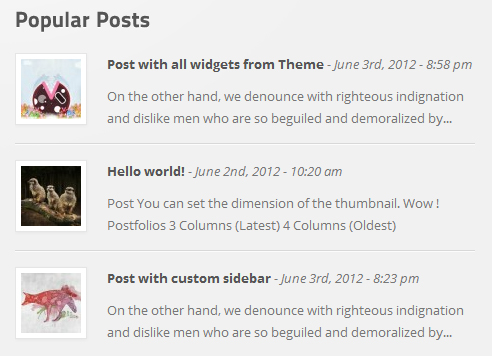 Popular Posts
Post with all widgets from Theme - June 3rd, 2012 - 8:58 pm
On the other hand, we denounce with righteous indignation
and dislike men who are so beguiled and demoralized by...
Hello world! - June 2nd, 2012 - 10:20 am
Post You can set the dimension of the thumbnail. Wow !
Postfolios 3 Columns (Latest) 4 Columns (Oldest)
Post with custom sidebar - June 3rd, 2012 - 8:23 pm
On the other hand, we denounce with righteous indignation
and dislike men who are so beguiled and demoralized by...